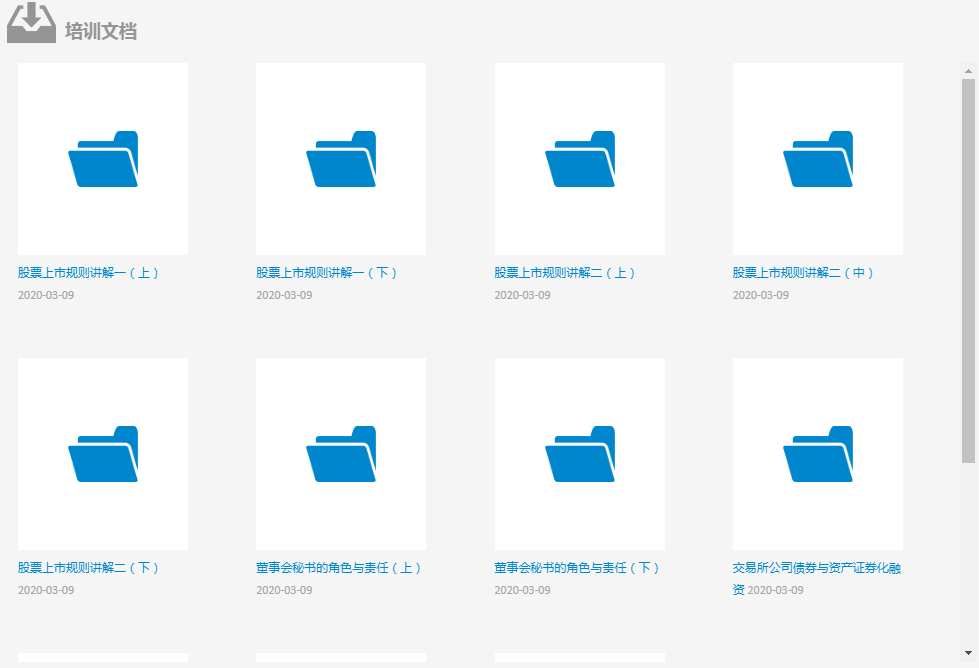 培训文档
股票上市规则讲解一（上）
2020-03-09
股票上市规则讲解一（下）
2020-03-09
股票上市规则讲解二（上）
2020-03-09
股票上市规则讲解二（中）
2020-03-09
股票上市规则讲解二（下）
2020-03-09
董事会秘书的角色与责任（上）
2020-03-09
董事会秘书的角色与责任（下）
2020-03-09
交易所公司债券与资产证券化融
资 2020-03-09